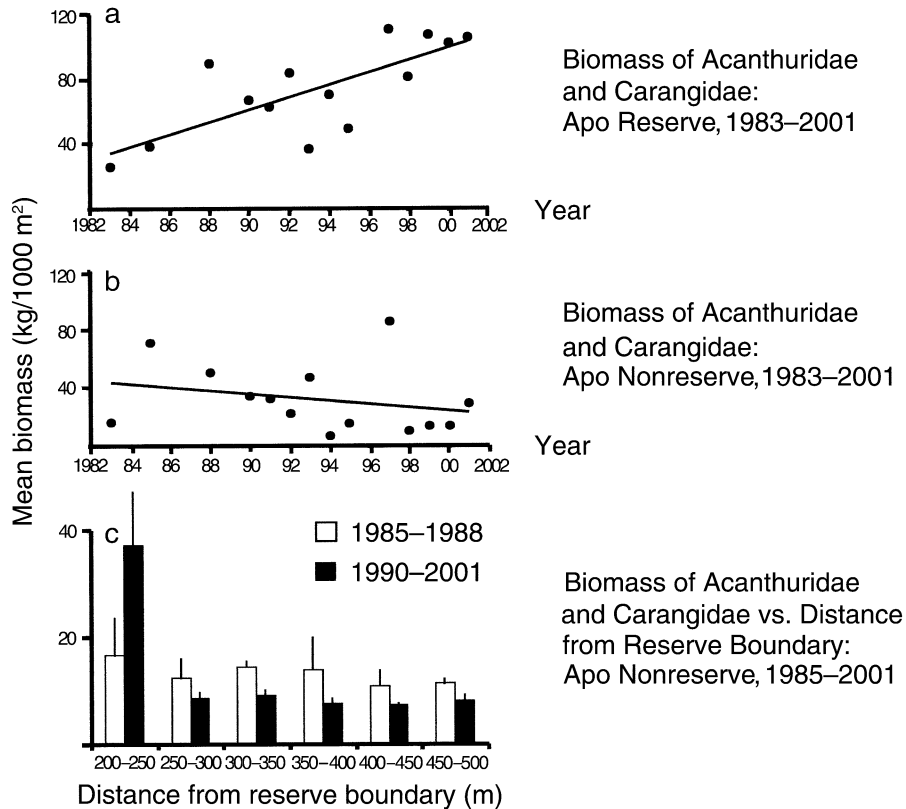 a
120
80
40
1982 84 86 88 90 92 94 96 98 00 2002
Year
Biomass of Acanthuridae
and Carangidae:
Apo Reserve, 1983–2001
Mean biomass (kg/1000 m²)
b
120
80
40
1982 84 86 88 90 92 94 96 98 00 2002
Year
Biomass of Acanthuridae
and Carangidae:
Apo Nonreserve, 1983–2001
c
40
20
1985–1988
1990–2001
200–250 250–300 300–350 350–400 400–450 450–500
Distance from reserve boundary (m)
Biomass of Acanthuridae
and Carangidae vs. Distance
from Reserve Boundary:
Apo Nonreserve, 1985–2001